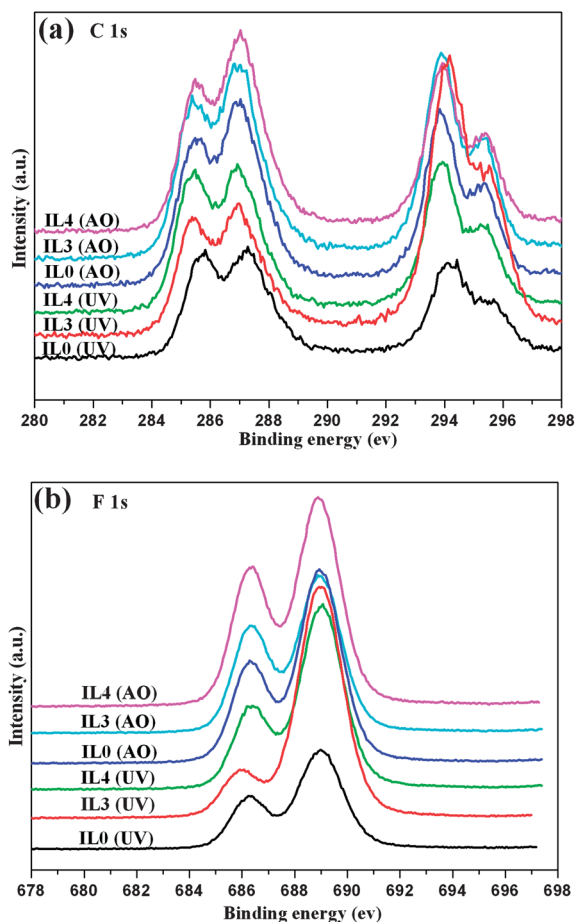 (a) C 1s
Intensity (a.u.)
IL4 (AO)
IL3 (AO)
IL0 (AO)
IL4 (UV)
IL3 (UV)
IL0 (UV)
280 282 284 286 288 290 292 294 296 298
Binding energy (ev)
(b) F 1s
Intensity (a.u.)
IL4 (AO)
IL3 (AO)
IL0 (AO)
IL4 (UV)
IL3 (UV)
IL0 (UV)
678 680 682 684 686 688 690 692 694 696 698
Binding energy (ev)